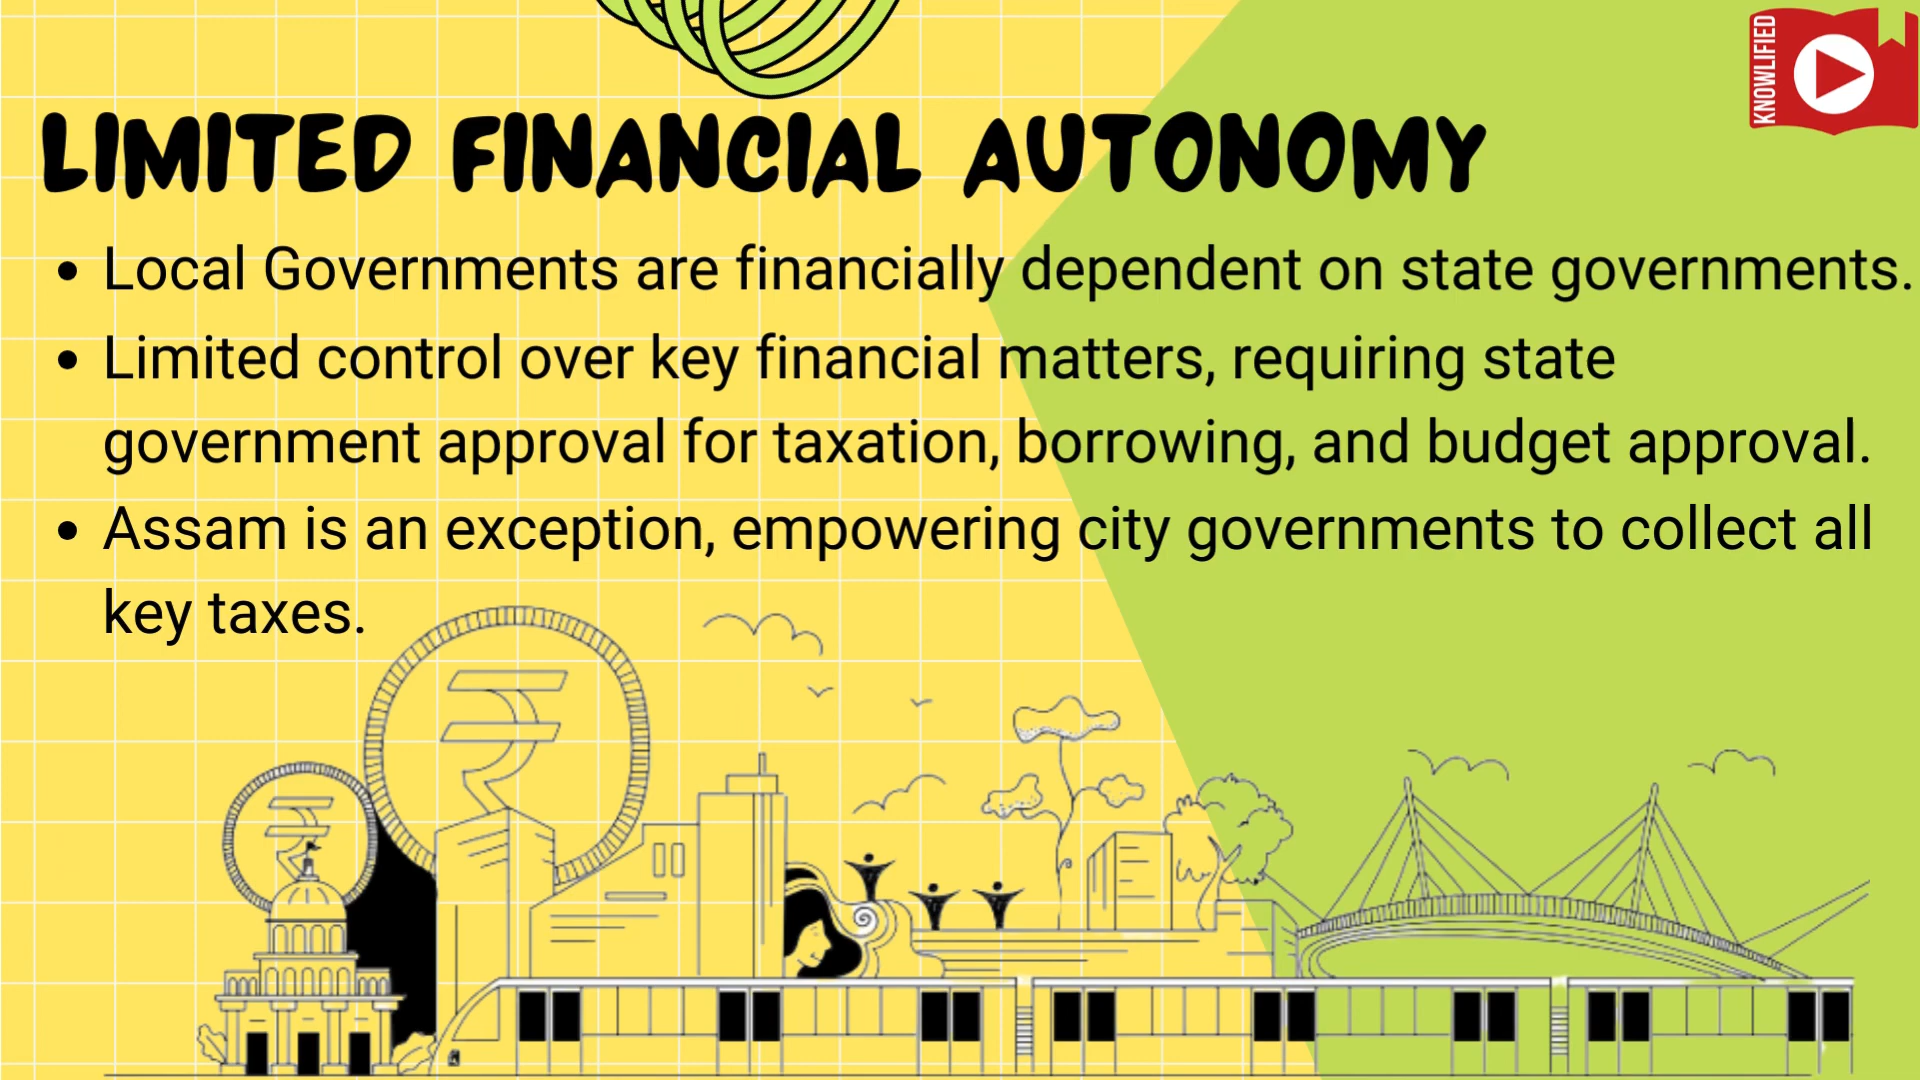 KNOWLIFIED
LIMITED FINANCIAL AUTONOMY
• Local Governments are financially dependent on state governments.
• Limited control over key financial matters, requiring state
government approval for taxation, borrowing, and budget approval.
• Assam is an exception, empowering city governments to collect all
key taxes.
₹
₹